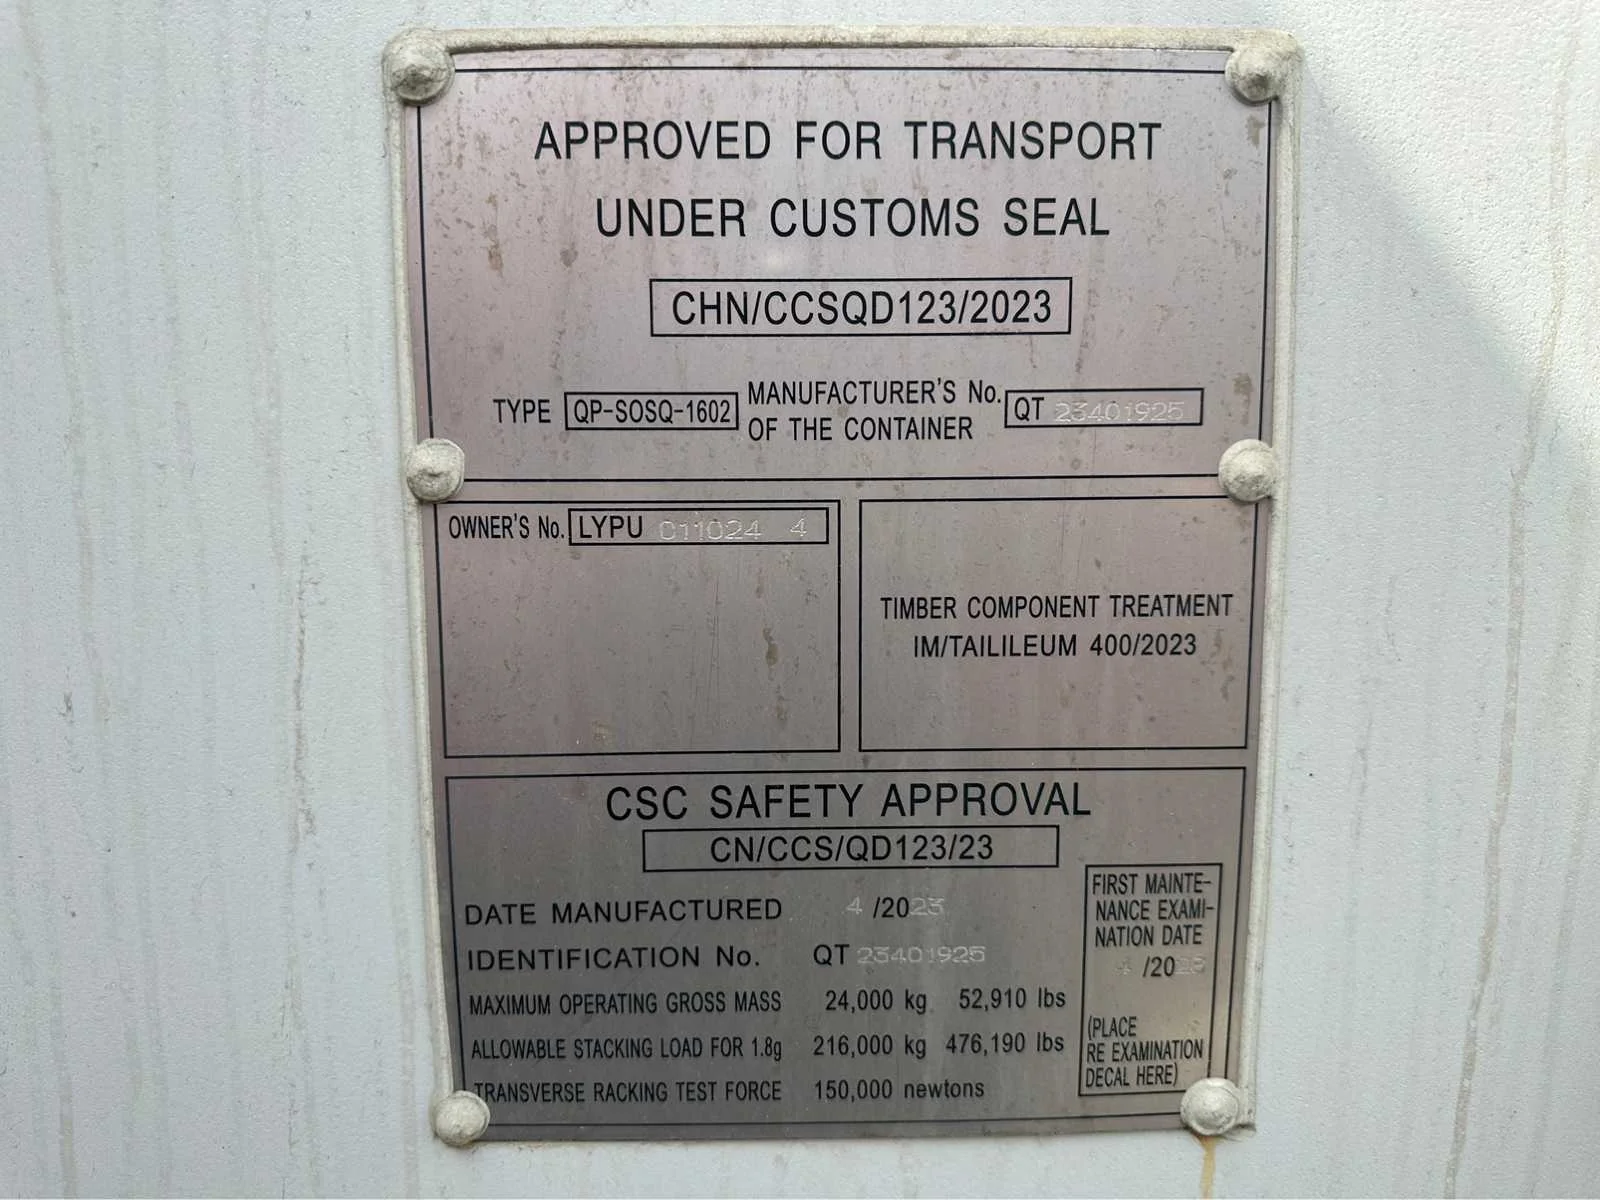 APPROVED FOR TRANSPORT
UNDER CUSTOMS SEAL
CHN/CCSQD123/2023
TYPE QP-SOSQ-1602 MANUFACTURER'S No. OF THE CONTAINER QT 23401925
OWNER'S No. LYPU 011024 4
TIMBER COMPONENT TREATMENT
IM/TAILILEUM 400/2023
CSC SAFETY APPROVAL
CN/CCS/QD123/23
DATE MANUFACTURED 4 /2023
IDENTIFICATION No. QT 23401925
MAXIMUM OPERATING GROSS MASS 24,000 kg 52,910 lbs
ALLOWABLE STACKING LOAD FOR 1.8g 216,000 kg 476,190 lbs
TRANSVERSE RACKING TEST FORCE 150,000 newtons
FIRST MAINTE-
NANCE EXAMI-
NATION DATE
4 /2028
(PLACE
RE EXAMINATION
DECAL HERE)